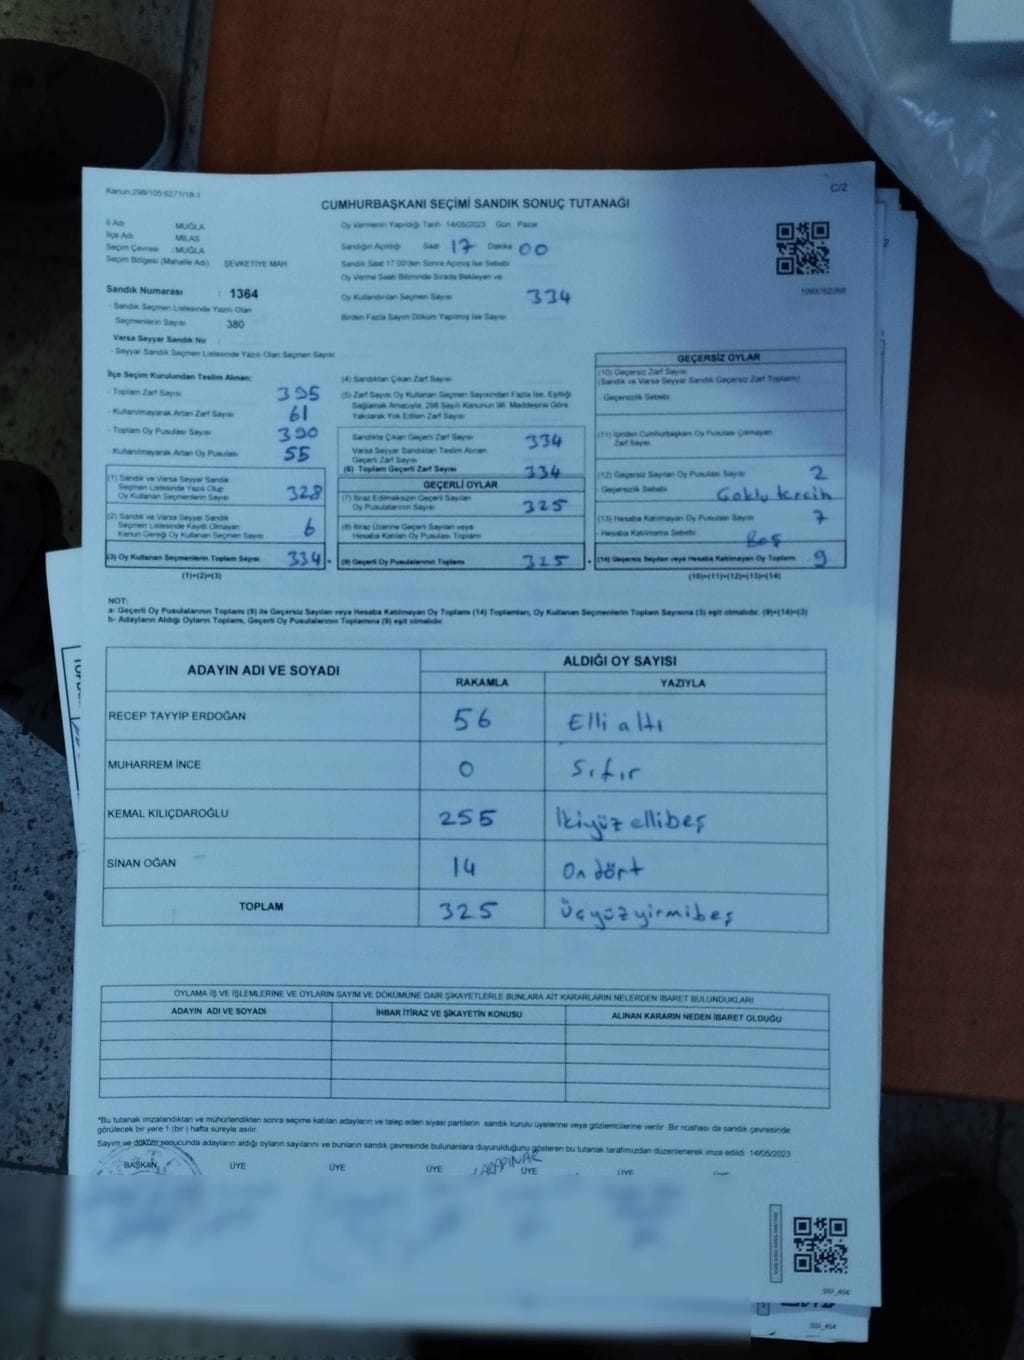 Kanun:298/105:6271/18-1
C/2
CUMHURBAŞKANI SEÇİMİ SANDIK SONUÇ TUTANAĞI
İl Adı : MUĞLA
İlçe Adı : MİLAS
Seçim Çevresi : MUĞLA
Seçim Bölgesi (Mahalle Adı) ŞEVKETİYE MAH
Sandık Numarası : 1364
- Sandık Seçmen Listesinde Yazılı Olan
Seçmenlerin Sayısı : 380
Varsa Seyyar Sandık No :
- Seyyar Sandık Seçmen Listesinde Yazılı Olan Seçmen Sayısı
Oy Vermenin Yapıldığı Tarih 14/05/2023 Gün Pazar
Sandığın Açıldığı Saat 17 Dakika 00
Sandık Saat 17:00'den Sonra Açılmış İse Sebebi
Oy Verme Saati Bitiminde Sırada Bekleyen ve
Oy Kullandırılan Seçmen Sayısı 334
Birden Fazla Sayım Döküm Yapılmış İse Sayısı
İlçe Seçim Kurulundan Teslim Alınan:
- Toplam Zarf Sayısı 395
- Kullanılmayarak Artan Zarf Sayısı 61
- Toplam Oy Pusulası Sayısı 390
- Kullanılmayarak Artan Oy Pusulası 55
(1) Sandık ve Varsa Seyyar Sandık
Seçmen Listesinde Yazılı Olup
Oy Kullanan Seçmenlerin Sayısı 328
(2) Sandık ve Varsa Seyyar Sandık
Seçmen Listesinde Kayıtlı Olmayan
Kanun Gereği Oy Kullanan Seçmen Sayısı 6
(3) Oy Kullanan Seçmenlerin Toplam Sayısı 334 =
(1)+(2)=(3)
(4) Sandıktan Çıkan Zarf Sayısı
(5) Zarf Sayısı Oy Kullanan Seçmen Sayısından Fazla İse, Eşitliği
Sağlamak Amacıyla, 298 Sayılı Kanunun 98. Maddesine Göre
Yakılarak Yok Edilen Zarf Sayısı
Sandıkta Çıkan Geçerli Zarf Sayısı 334
Varsa Seyyar Sandıktan Teslim Alınan
Geçerli Zarf Sayısı
(6) Toplam Geçerli Zarf Sayısı 334
GEÇERLİ OYLAR
(7) İtiraz Edilmeksizin Geçerli Sayılan
Oy Pusulasının Sayısı 325
(8) İtiraz Üzerine Geçerli Sayılan veya
Hesaba Katılan Oy Pusulası Toplamı
(9) Geçerli Oy Pusulalarının Toplamı 325 +
GEÇERSİZ OYLAR
(10) Geçersiz Zarf Sayısı
(Sandık ve Varsa Seyyar Sandık Geçersiz Zarf Toplamı)
- Geçersizlik Sebebi
(11) İçinden Cumhurbaşkanı Oy Pusulası Çıkmayan
Zarf Sayısı
(12) Geçersiz Sayılan Oy Pusulası Sayısı 2
- Geçersizlik Sebebi Çoklu tercih
(13) Hesaba Katılmayan Oy Pusulası Sayısı 7
- Hesaba Katılmama Sebebi Boş
(14) Geçersiz Sayılan veya Hesaba Katılmayan Oy Toplamı 9
(10)+(11)+(12)+(13)=(14)
NOT:
a- Geçerli Oy Pusulalarının Toplamı (9) ile Geçersiz Sayılan veya Hesaba Katılmayan Oy Toplamı (14) Toplamları, Oy Kullanan Seçmenlerin Toplam Sayısına (3) eşit olmalıdır. (9)+(14)=(3)
b- Adayların Aldığı Oyların Toplamı, Geçerli Oy Pusulalarının Toplamına (9) eşit olmalıdır.
ADAYIN ADI VE SOYADI ALDIĞI OY SAYISI
RAKAMLA YAZIYLA
RECEP TAYYİP ERDOĞAN 56 Elli altı
MUHARREM İNCE 0 Sıfır
KEMAL KILIÇDAROĞLU 255 İkiyüz ellibeş
SİNAN OĞAN 14 On dört
TOPLAM 325 Üçyüzyirmibeş
OYLAMA İŞ VE İŞLEMLERİNE VE OYLARIN SAYIM VE DÖKÜMÜNE DAİR ŞİKAYETLERLE BUNLARA AİT KARARLARIN NELERDEN İBARET BULUNDUKLARI
ADAYIN ADI VE SOYADI İHBAR İTİRAZ VE ŞİKAYETİN KONUSU ALINAN KARARIN NEDEN İBARET OLDUĞU
*Bu tutanak imzalandıktan ve mühürlendikten sonra seçime katılan adayların ve talep eden siyasi partilerin sandık kurulu üyelerine veya gözlemcilerine verilir. Bir nüshası da sandık çevresinde
görülecek bir yere 1 (bir ) hafta süreyle asılır.
Sayım ve döküm sonucunda adayların aldığı oyların sayılarını ve bunların sandık çevresinde bulunanlara duyurulduğunu gösteren bu tutanak tarafımızdan düzenlenerek imza edildi. 14/05/2023
BAŞKAN ÜYE ÜYE ÜYE ÜYE ÜYE
SSI_404
SSI_404